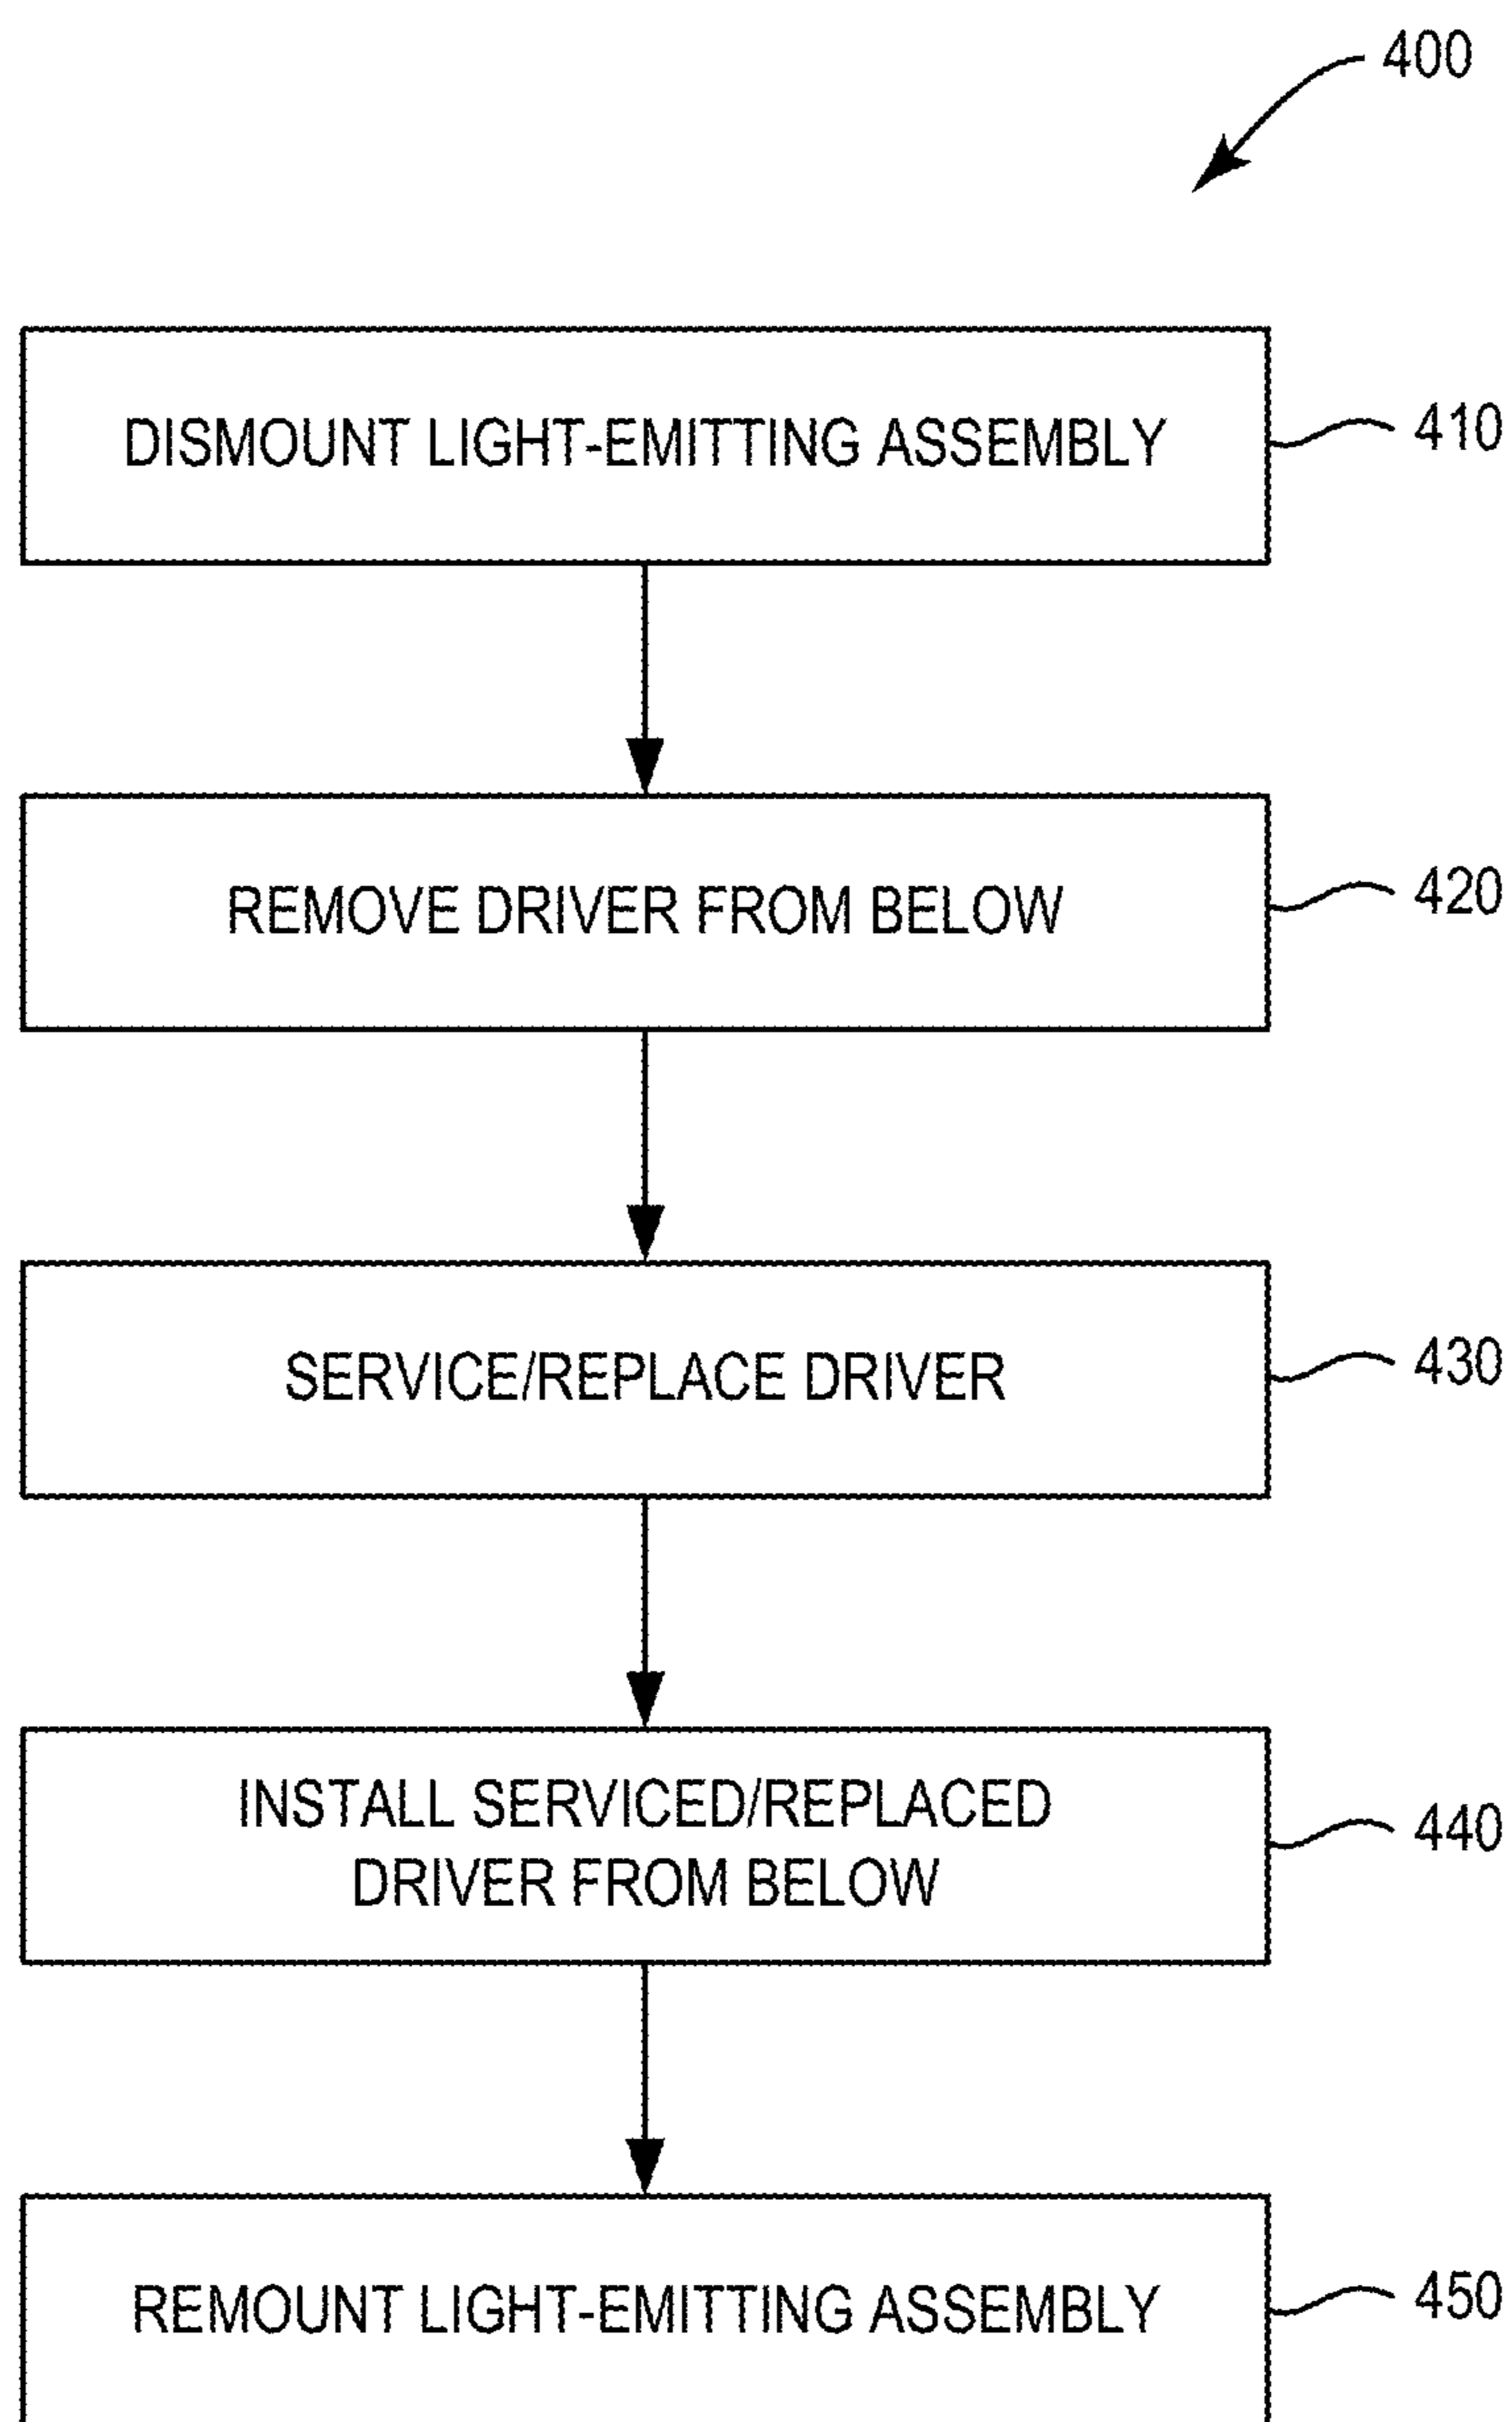 400
DISMOUNT LIGHT-EMITTING ASSEMBLY
410
REMOVE DRIVER FROM BELOW
420
SERVICE/REPLACE DRIVER
430
INSTALL SERVICED/REPLACED
DRIVER FROM BELOW
440
REMOUNT LIGHT-EMITTING ASSEMBLY
450